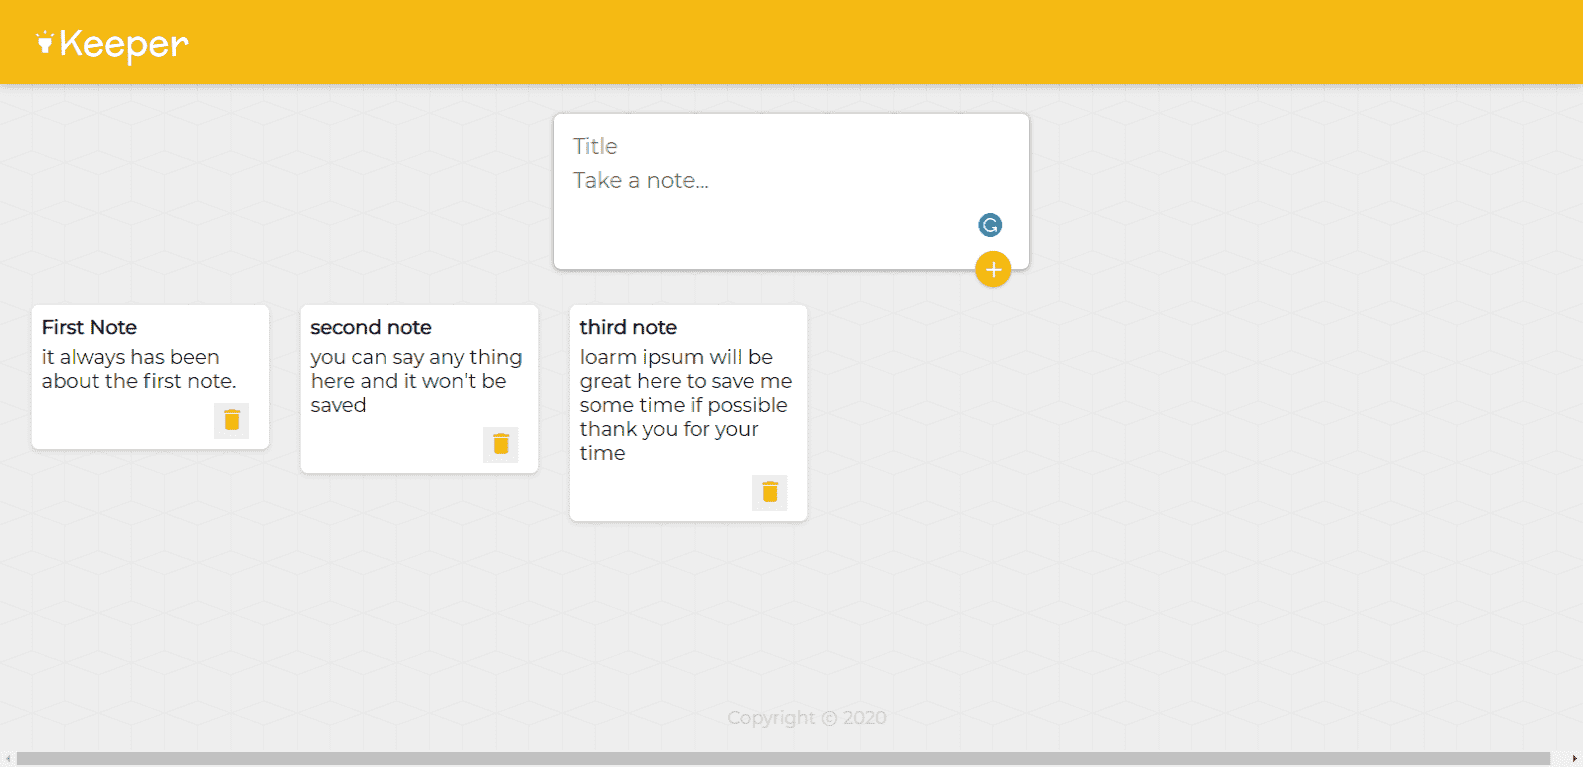 Keeper
Title
Take a note...
First Note
it always has been
about the first note.
second note
you can say any thing
here and it won't be
saved
third note
loarm ipsum will be
great here to save me
some time if possible
thank you for your
time
Copyright © 2020